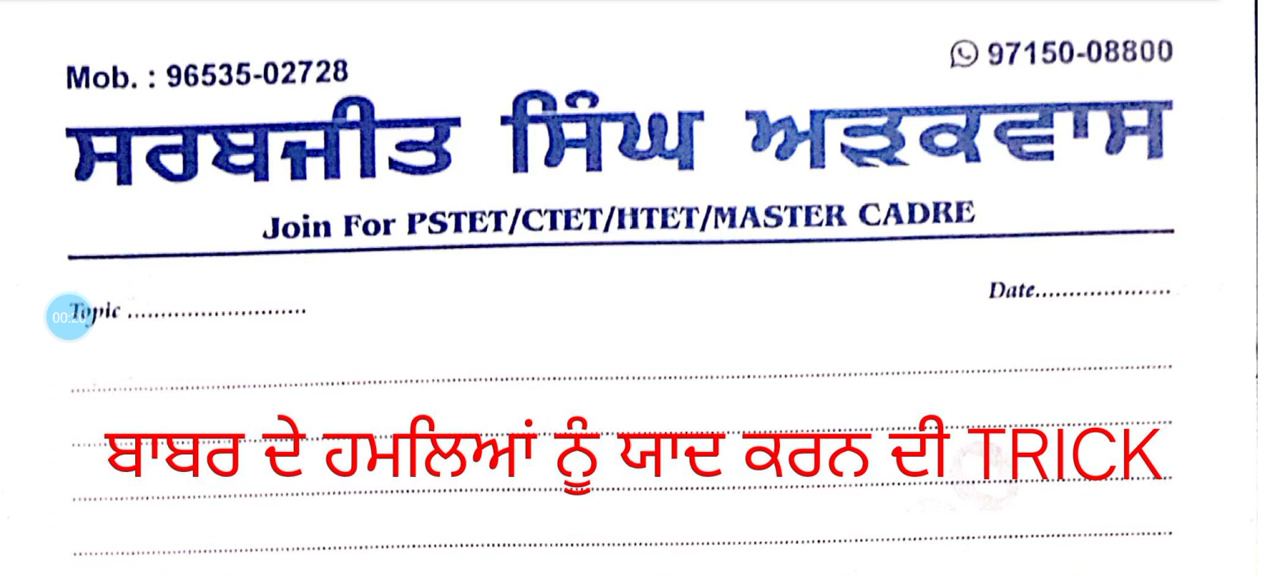 Mob. : 96535-02728
97150-08800
ਸਰਬਜੀਤ ਸਿੰਘ ਅੜਕਵਾਸ
Join For PSTET/CTET/HTET/MASTER CADRE
Topic ...........................
Date....................
ਬਾਬਰ ਦੇ ਹਮਲਿਆਂ ਨੂੰ ਯਾਦ ਕਰਨ ਦੀ TRICK